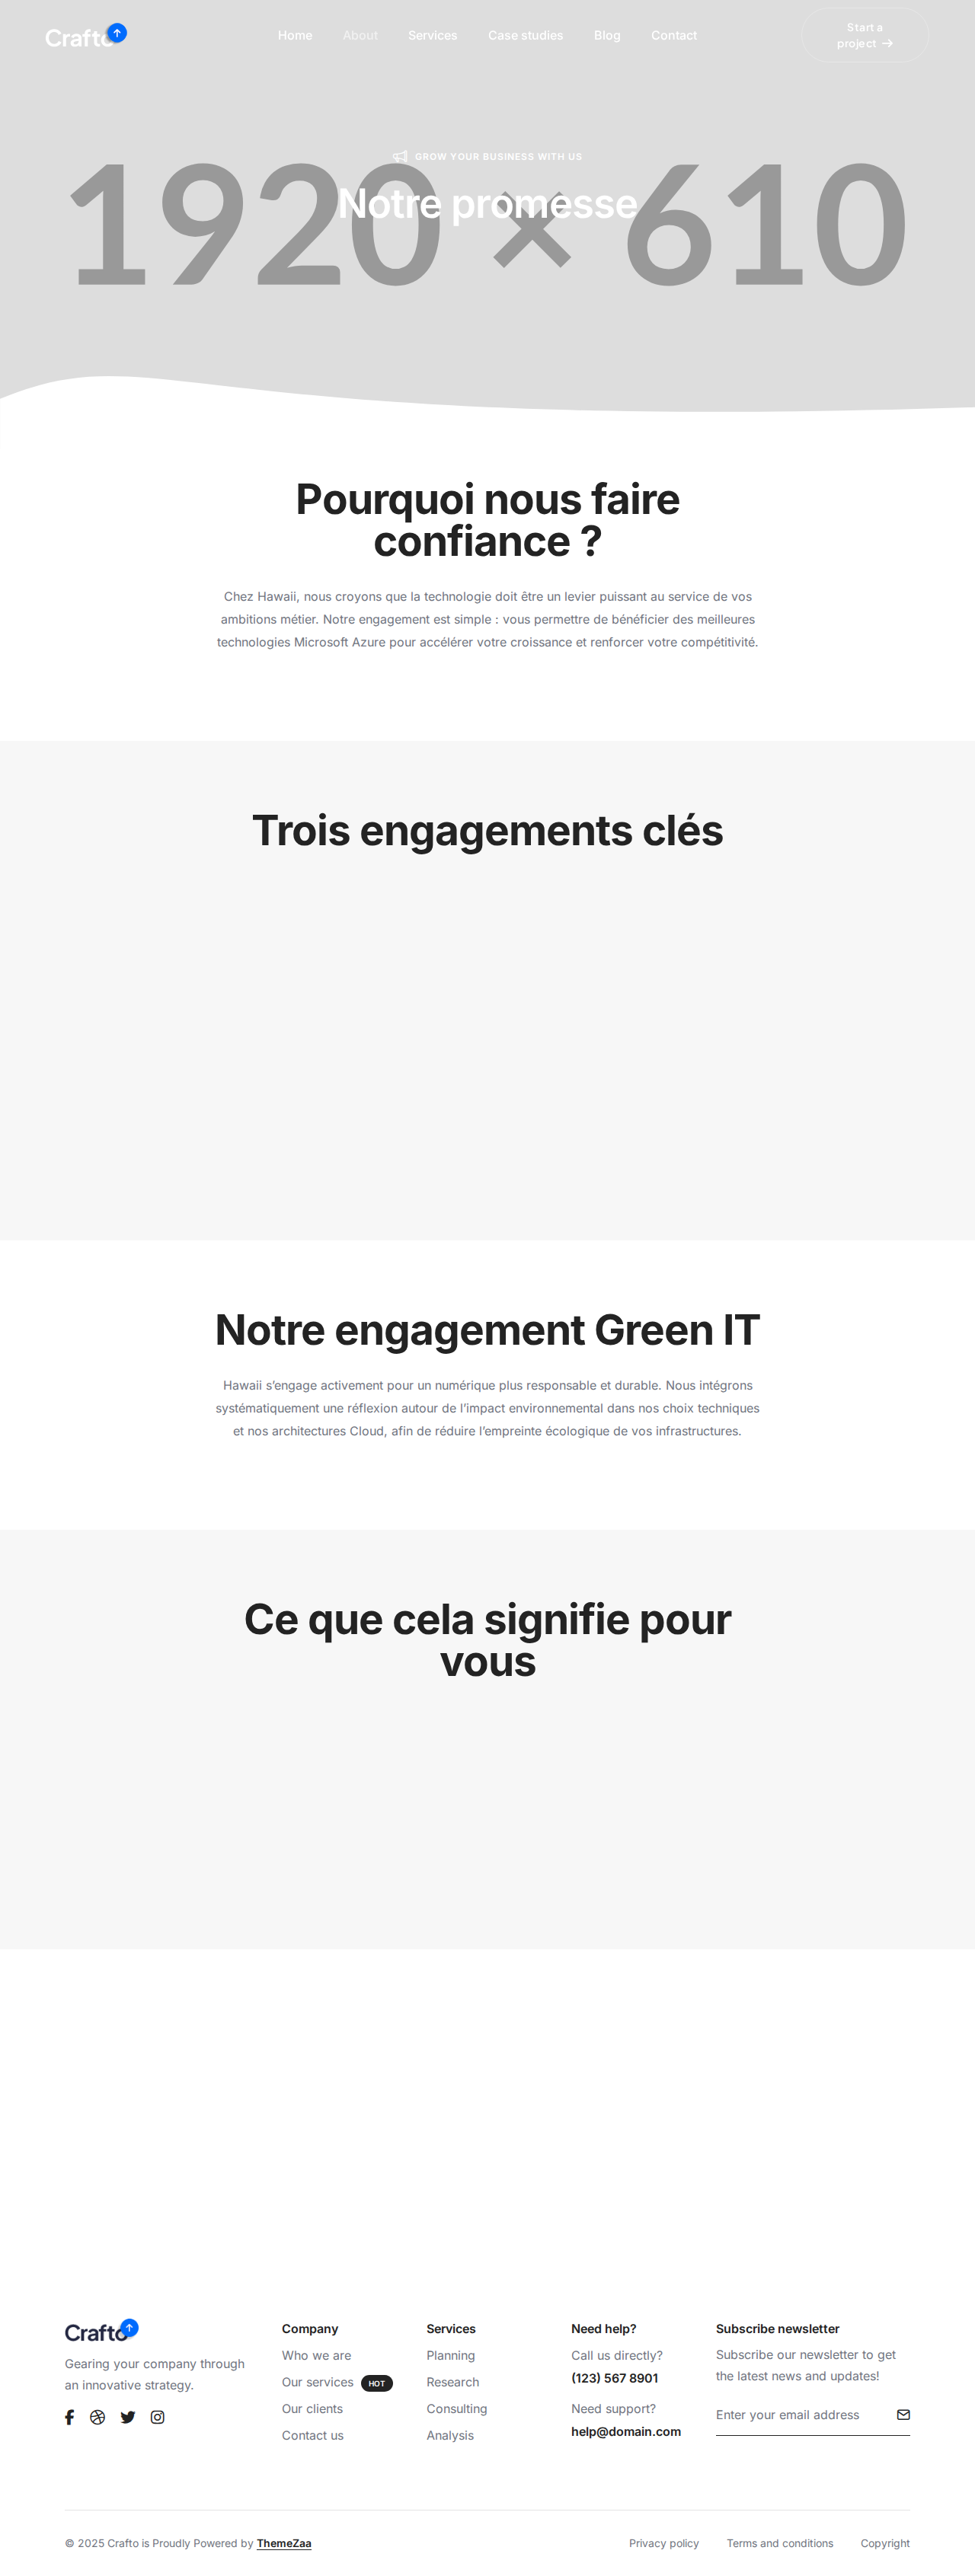 Crafto
Home
About
Services
Case studies
Blog
Contact
Start a
project
GROW YOUR BUSINESS WITH US
1920 × 610
Notre promesse
Pourquoi nous faire
confiance ?
Chez Hawaii, nous croyons que la technologie doit être un levier puissant au service de vos
ambitions métier. Notre engagement est simple : vous permettre de bénéficier des meilleures
technologies Microsoft Azure pour accélérer votre croissance et renforcer votre compétitivité.
Trois engagements clés
Notre engagement Green IT
Hawaii s’engage activement pour un numérique plus responsable et durable. Nous intégrons
systématiquement une réflexion autour de l’impact environnemental dans nos choix techniques
et nos architectures Cloud, afin de réduire l’empreinte écologique de vos infrastructures.
Ce que cela signifie pour
vous
Crafto
Gearing your company through
an innovative strategy.
Company
Who we are
Our services HOT
Our clients
Contact us
Services
Planning
Research
Consulting
Analysis
Need help?
Call us directly?
(123) 567 8901
Need support?
help@domain.com
Subscribe newsletter
Subscribe our newsletter to get
the latest news and updates!
Enter your email address
© 2025 Crafto is Proudly Powered by ThemeZaa
Privacy policy
Terms and conditions
Copyright